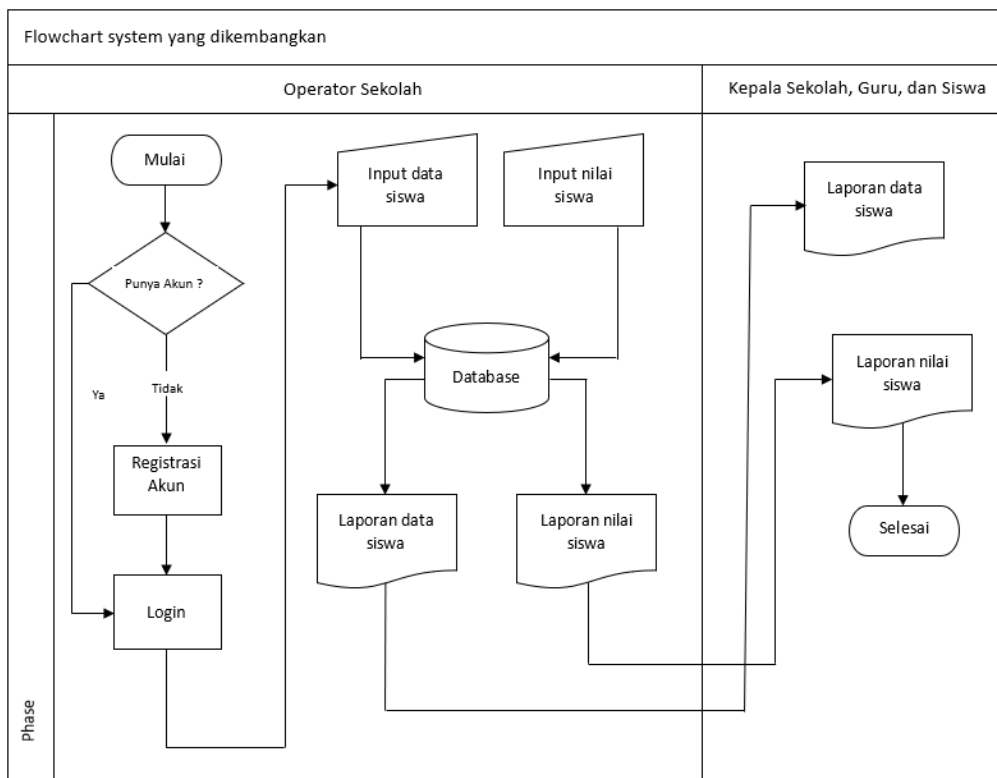 Flowchart system yang dikembangkan
Operator Sekolah
Kepala Sekolah, Guru, dan Siswa
Phase
Mulai
Punya Akun ?
Ya
Tidak
Registrasi
Akun
Login
Input data
siswa
Input nilai
siswa
Database
Laporan data
siswa
Laporan nilai
siswa
Laporan data
siswa
Laporan nilai
siswa
Selesai